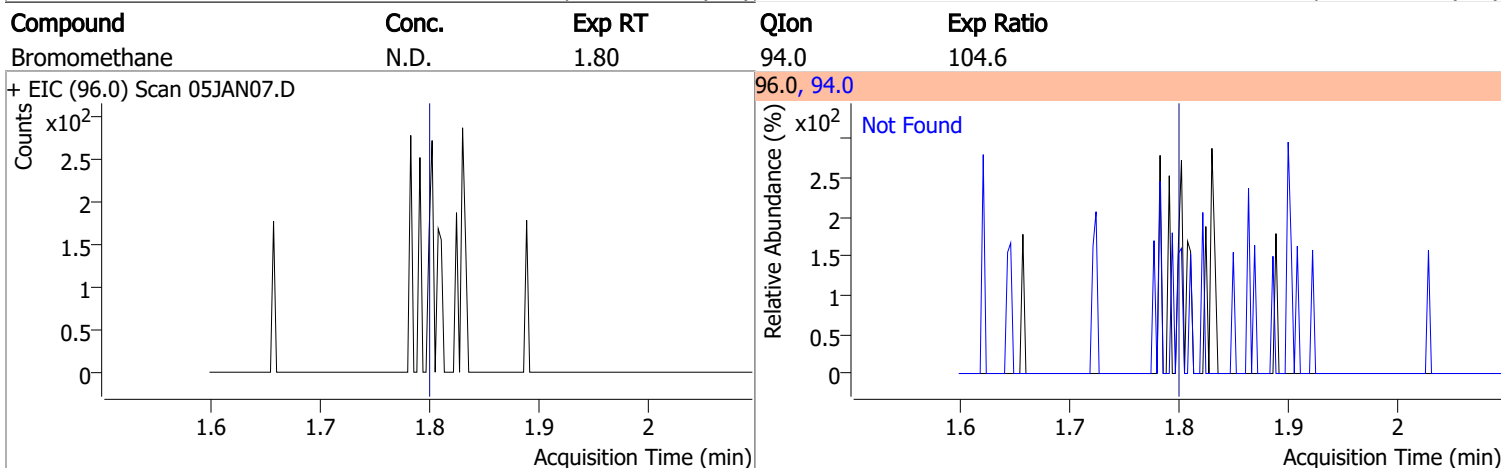 Compound Conc. Exp RT QIon Exp Ratio
Bromomethane N.D. 1.80 94.0 104.6
+ EIC (96.0) Scan 05JAN07.D
96.0, 94.0
Counts
x10²
2.5
2
1.5
1
0.5
0
1.6 1.7 1.8 1.9 2
Acquisition Time (min)
Relative Abundance (%)
x10²
Not Found
2.5
2
1.5
1
0.5
0
1.6 1.7 1.8 1.9 2
Acquisition Time (min)